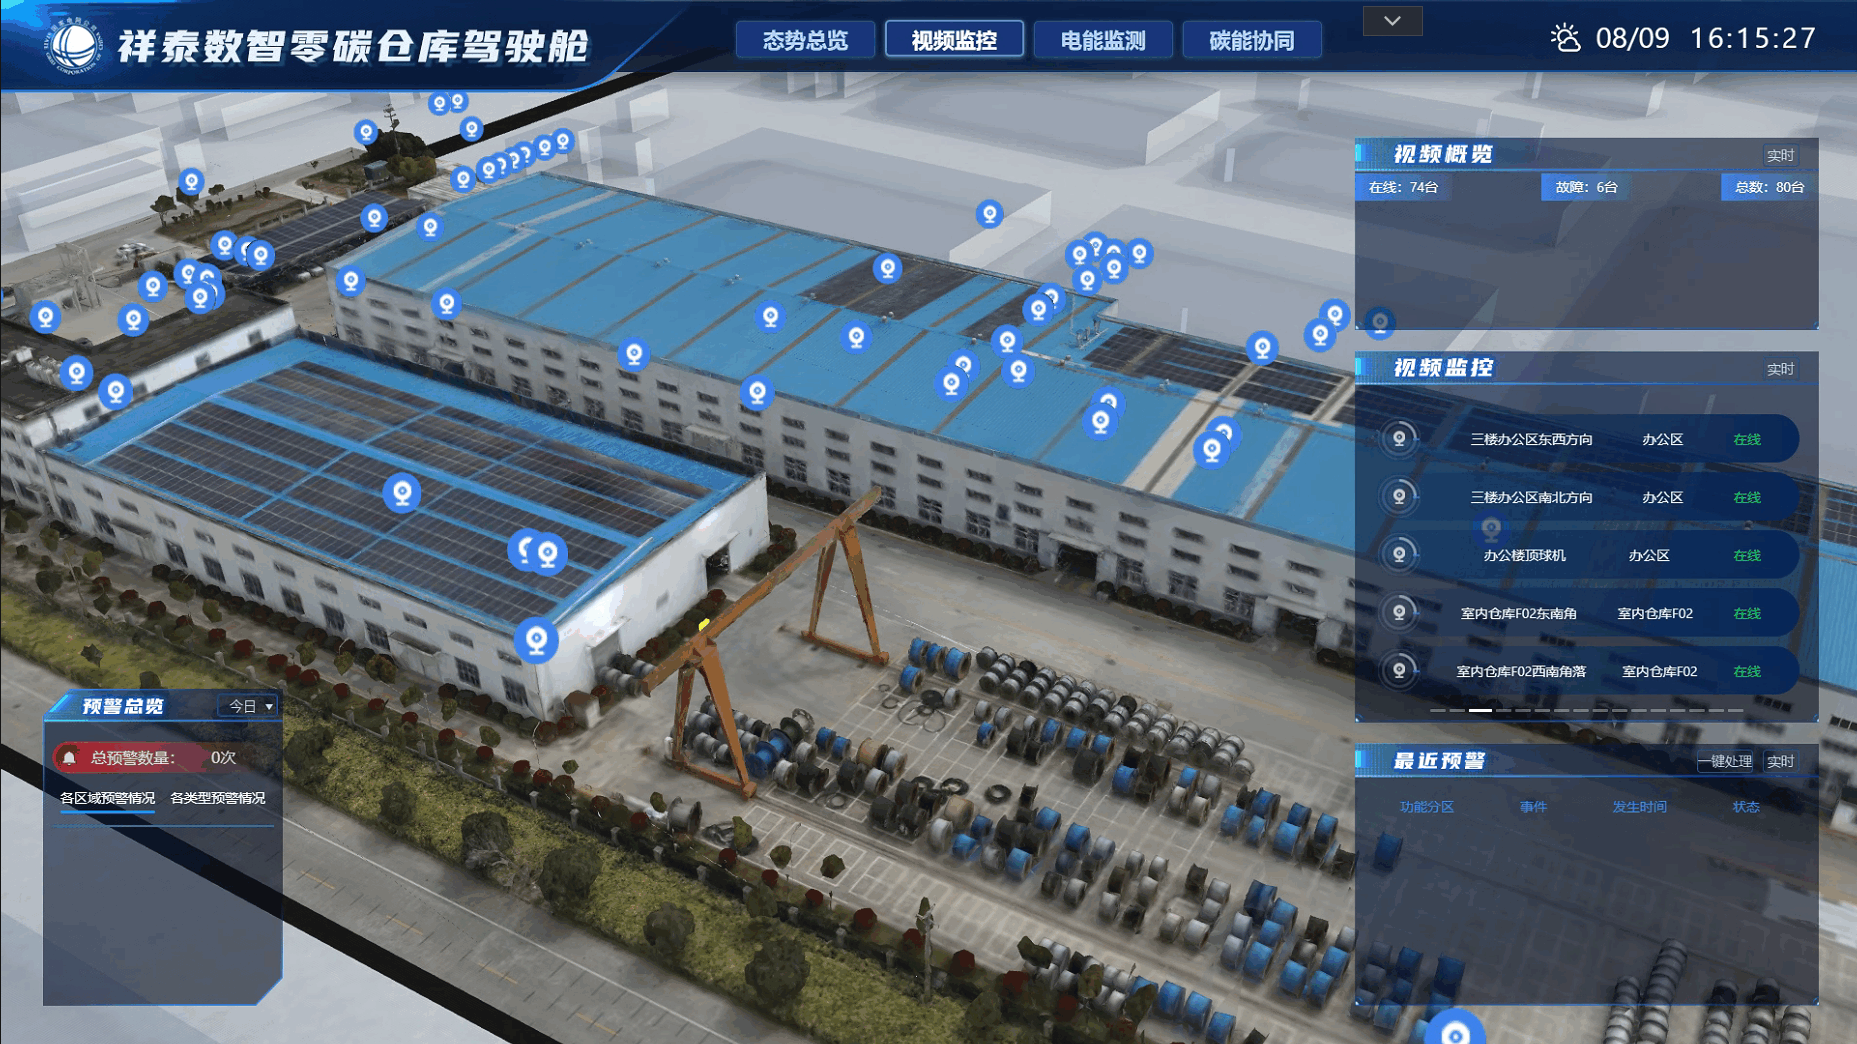 祥泰数智零碳仓库驾驶舱
态势总览 视频监控 电能监测 碳能协同
08/09 16:15:27
视频概览 实时
在线：74台 故障：6台 总数：80台
视频监控 实时
三楼办公区东西方向 办公区 在线
三楼办公区南北方向 办公区 在线
办公楼顶球机 办公区 在线
室内仓库F02东南角 室内仓库F02 在线
室内仓库F02西南角落 室内仓库F02 在线
预警总览 今日
总预警数量： 0次
各区域预警情况 各类型预警情况
最近预警 一键处理 实时
功能分区 事件 发生时间 状态